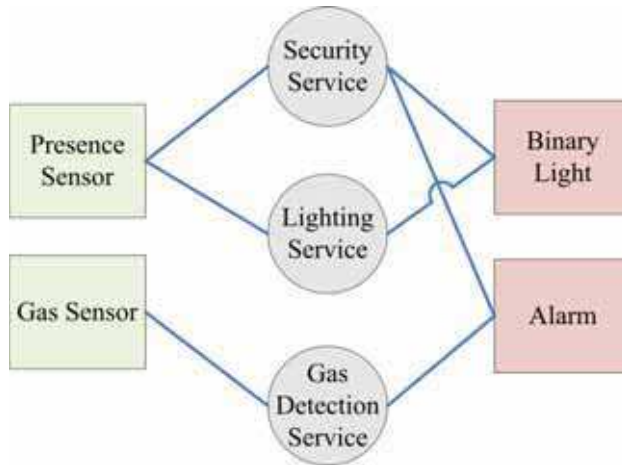 Security
Service
Presence
Sensor
Binary
Light
Lighting
Service
Gas Sensor
Alarm
Gas
Detection
Service